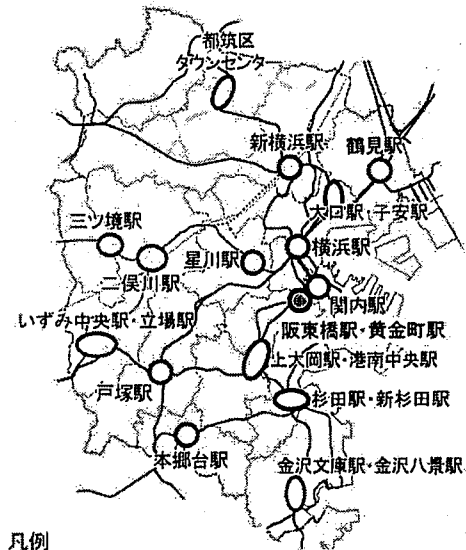 都筑区
タウンセンタ
新横浜駅
鶴見駅
大口駅・子安駅
三ツ境駅
星川駅
横浜駅
二俣川駅
関内駅
いずみ中央駅・立場駅
阪東橋駅・黄金町駅
上大岡駅・港南中央駅
戸塚駅
杉田駅・新杉田駅
本郷台駅
金沢文庫駅・金沢八景駅
凡例